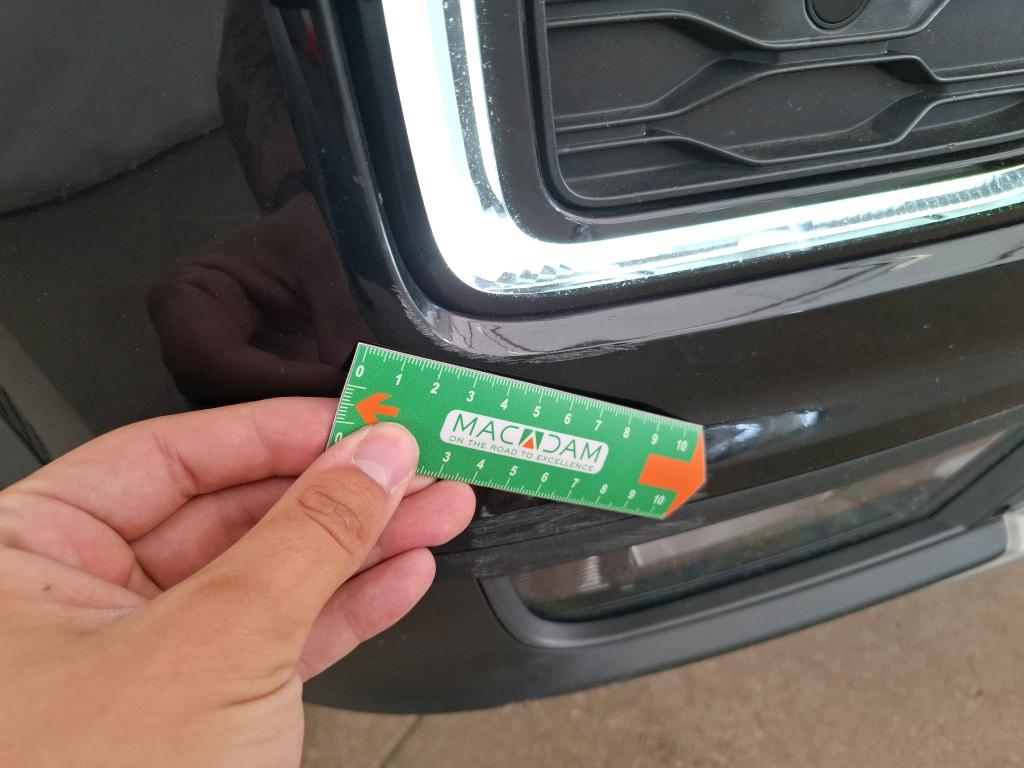 0 1 2 3 4 5 6 7 8 9 10
MACADAM
ON THE ROAD TO EXCELLENCE
0 3 4 5 6 7 8 9 10